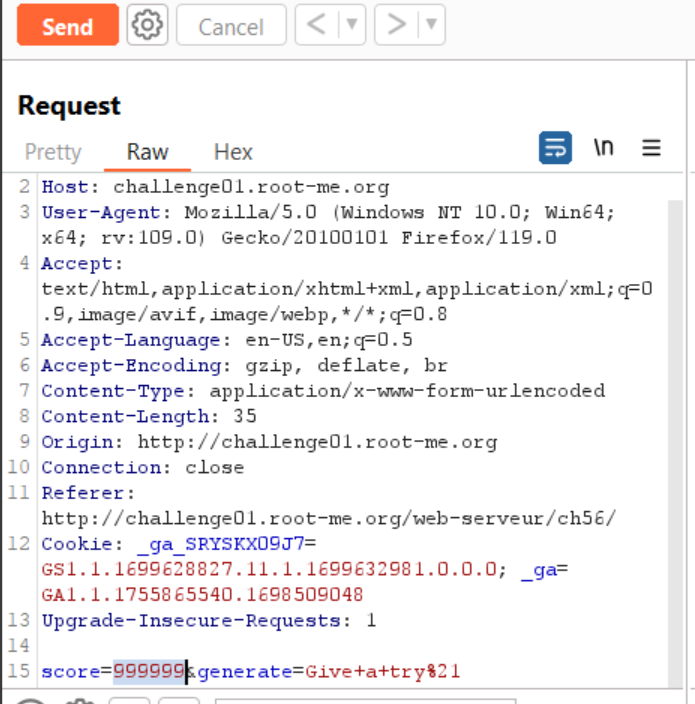 Send Cancel < > 
Request
Pretty Raw Hex \n
2 Host: challenge01.root-me.org
3 User-Agent: Mozilla/5.0 (Windows NT 10.0; Win64;
x64; rv:109.0) Gecko/20100101 Firefox/119.0
4 Accept:
text/html,application/xhtml+xml,application/xml;q=0
.9,image/avif,image/webp,*/*;q=0.8
5 Accept-Language: en-US,en;q=0.5
6 Accept-Encoding: gzip, deflate, br
7 Content-Type: application/x-www-form-urlencoded
8 Content-Length: 35
9 Origin: http://challenge01.root-me.org
10 Connection: close
11 Referer:
http://challenge01.root-me.org/web-serveur/ch56/
12 Cookie: _ga_SRYSKX09J7=
GS1.1.1699628827.11.1.1699632981.0.0.0; _ga=
GA1.1.1755865540.1698509048
13 Upgrade-Insecure-Requests: 1
14
15 score=999999&generate=Give+a+try%21